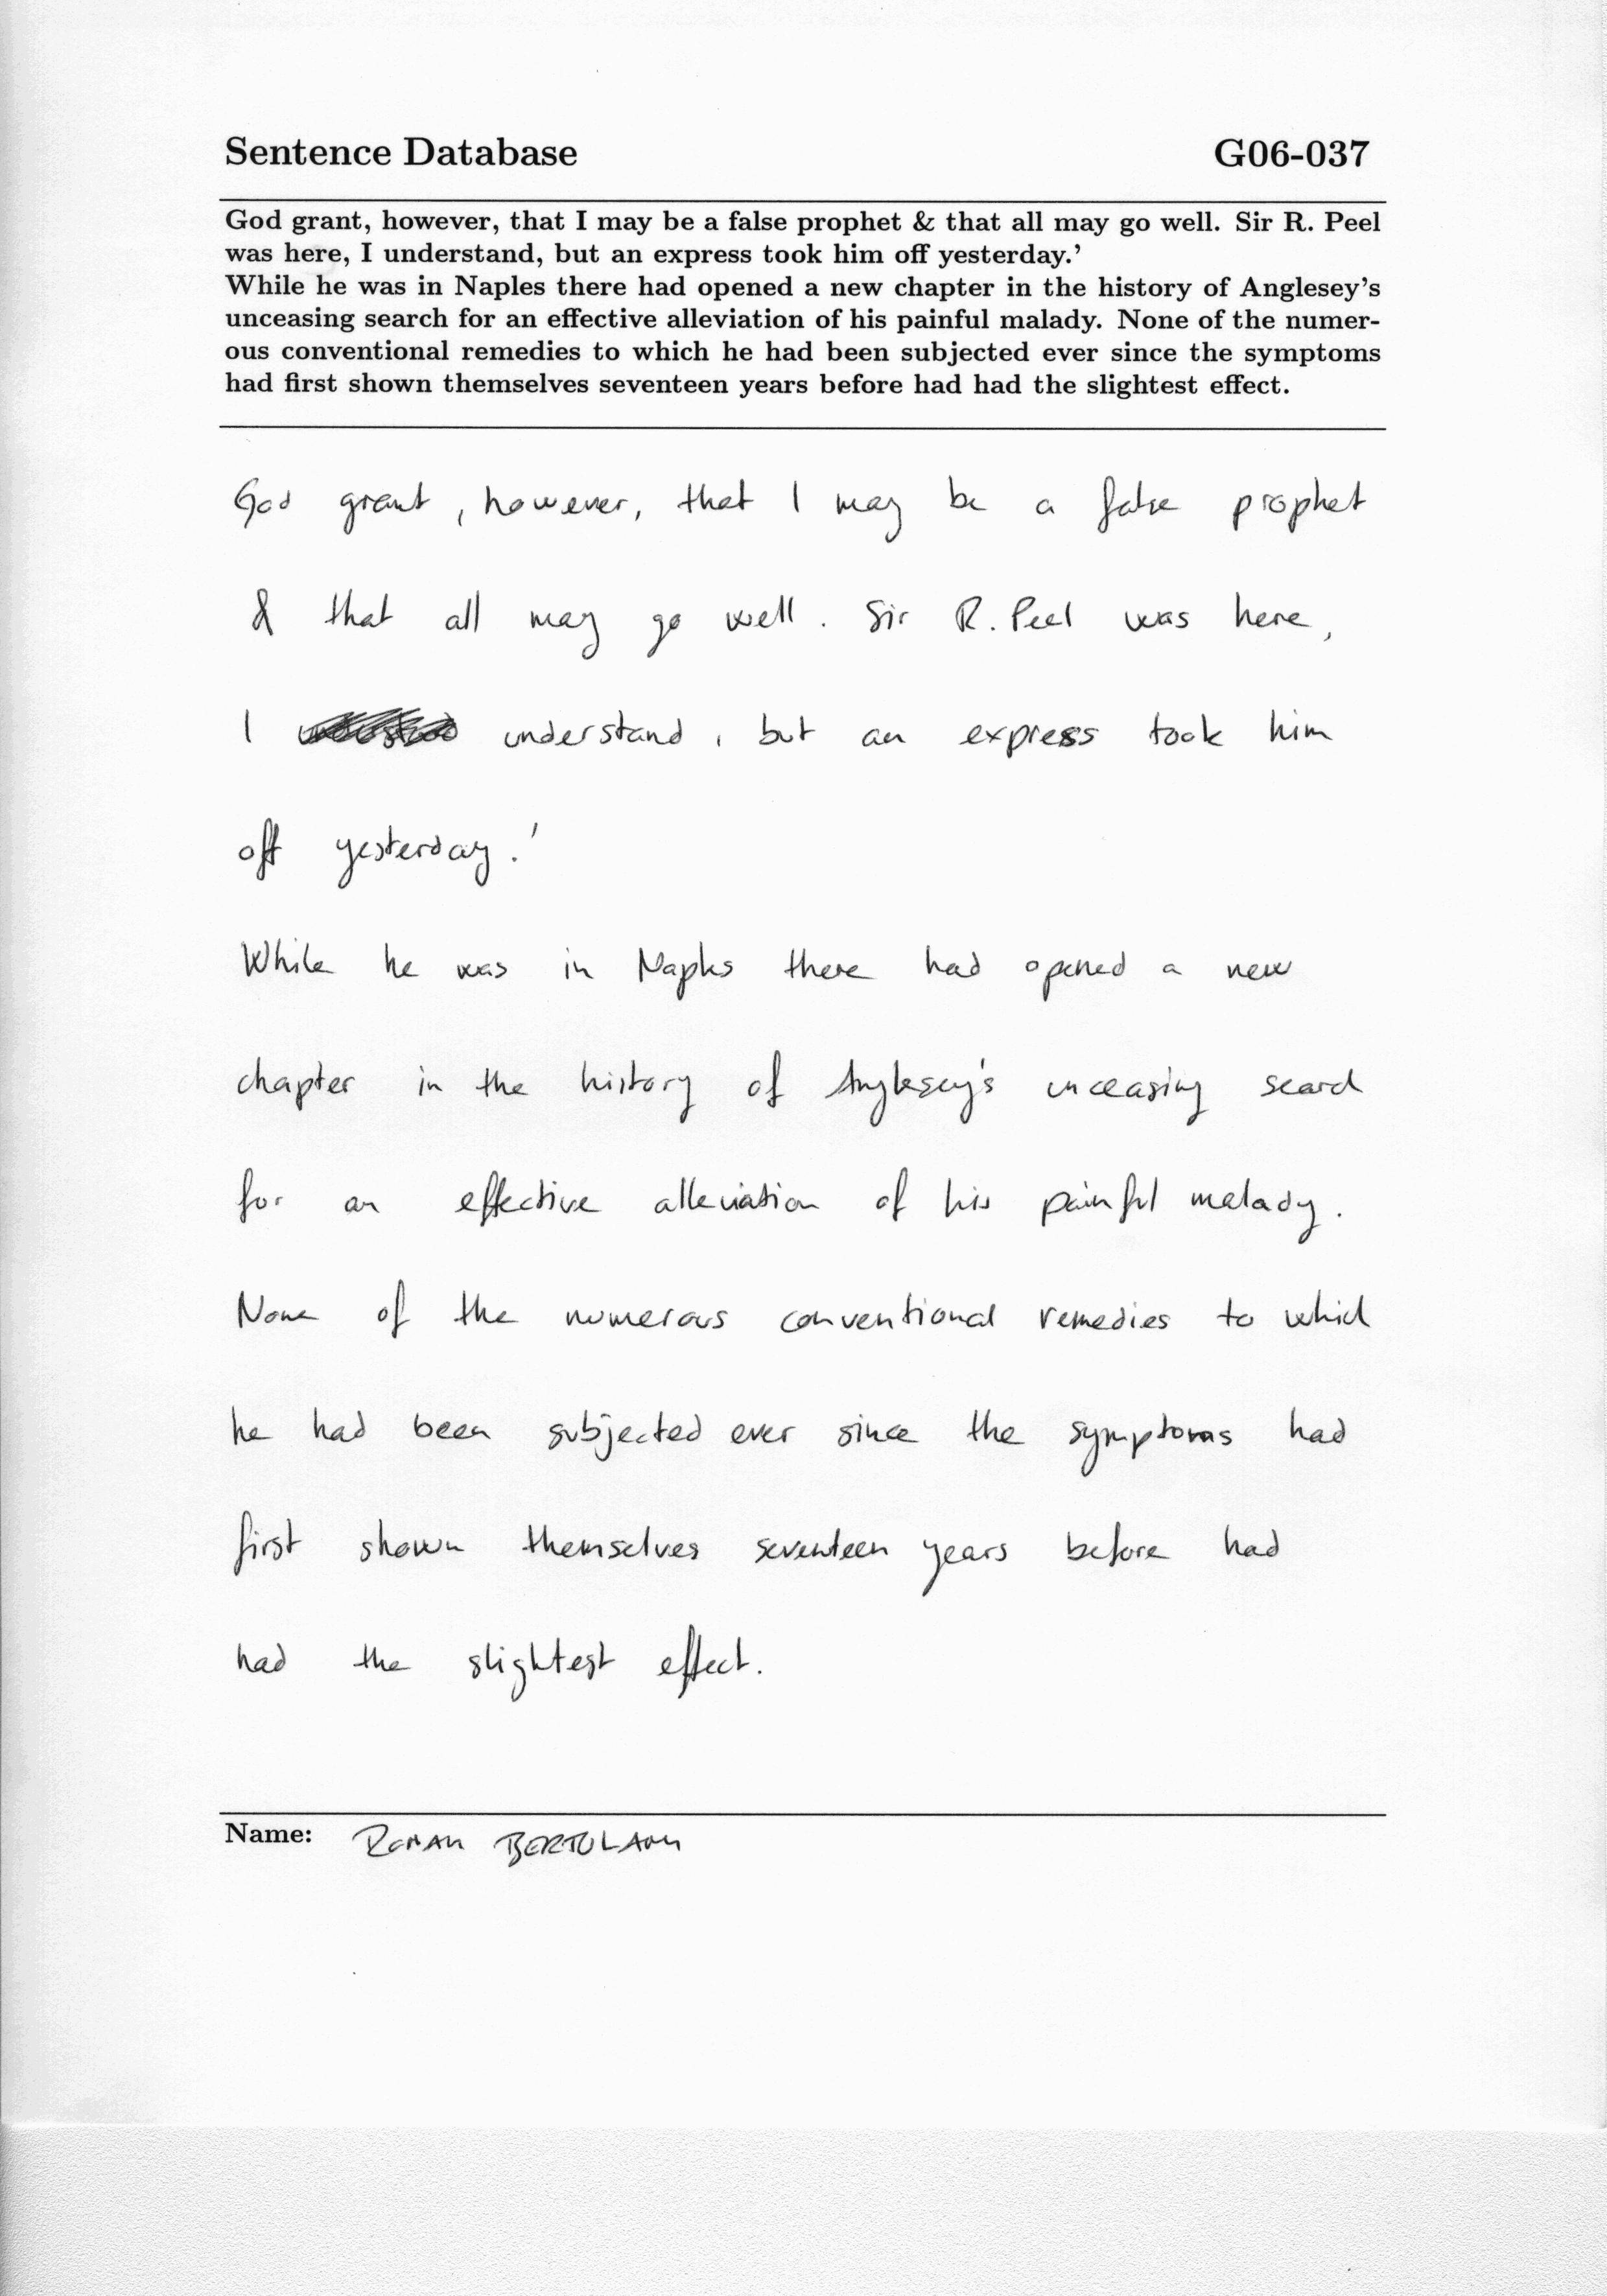 Sentence Database G06-037
God grant, however, that I may be a false prophet & that all may go well. Sir R. Peel
was here, I understand, but an express took him off yesterday.'
While he was in Naples there had opened a new chapter in the history of Anglesey's
unceasing search for an effective alleviation of his painful malady. None of the numer-
ous conventional remedies to which he had been subjected ever since the symptoms
had first shown themselves seventeen years before had had the slightest effect.
God grant, however, that I may be a false prophet
& that all may go well. Sir R. Peel was here,
I understand, but an express took him
off yesterday.'
While he was in Naples there had opened a new
chapter in the history of Anglesey's unceasing search
for an effective alleviation of his painful malady.
None of the numerous conventional remedies to which
he had been subjected ever since the symptoms had
first shown themselves seventeen years before had
had the slightest effect.
Name: ROMAN BERTOLAMI